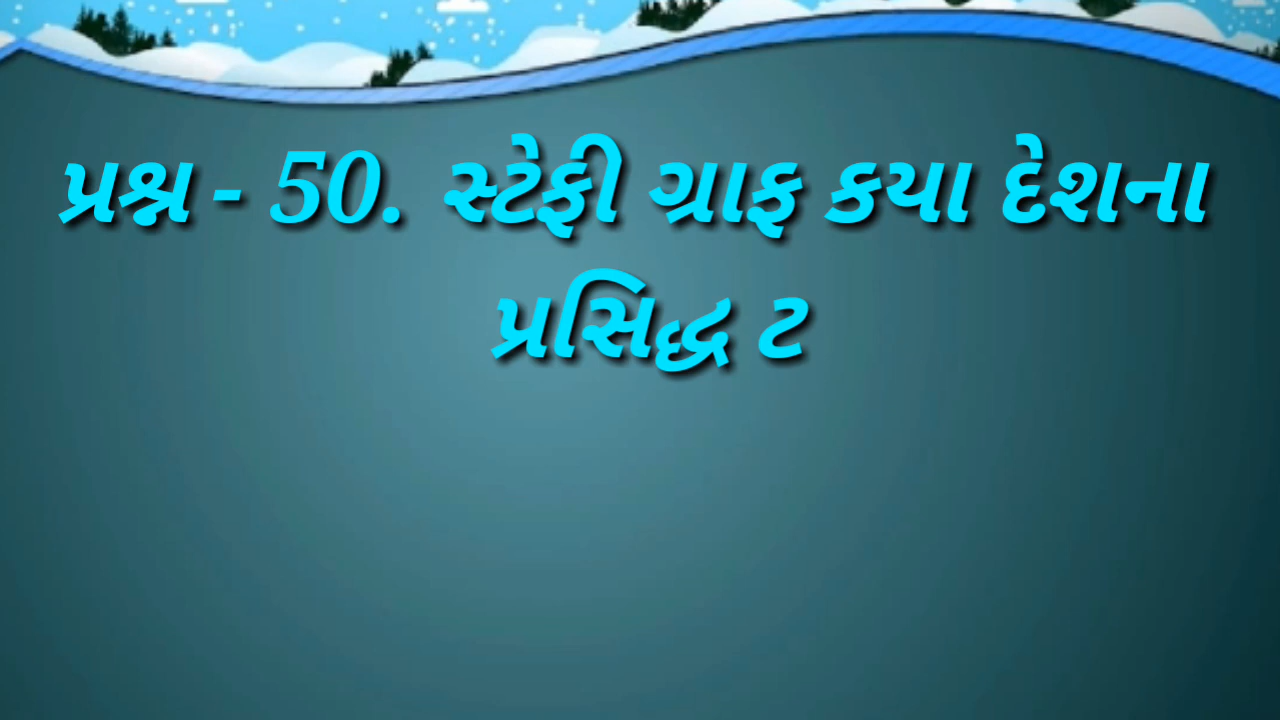 પ્રશ્ન - 50. સ્ટેફી ગ્રાફ કયા દેશના
પ્રસિદ્ધ ટ